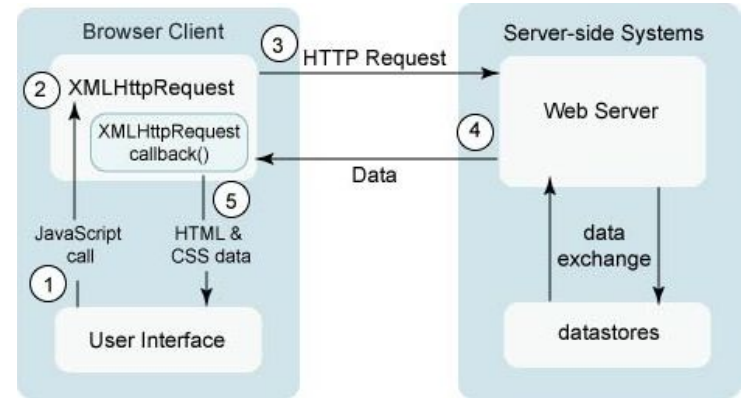 Browser Client
Server-side Systems
3
HTTP Request
2
XMLHttpRequest
Web Server
XMLHttpRequest
callback()
4
Data
5
JavaScript
call
HTML &
CSS data
data
exchange
1
User Interface
datastores